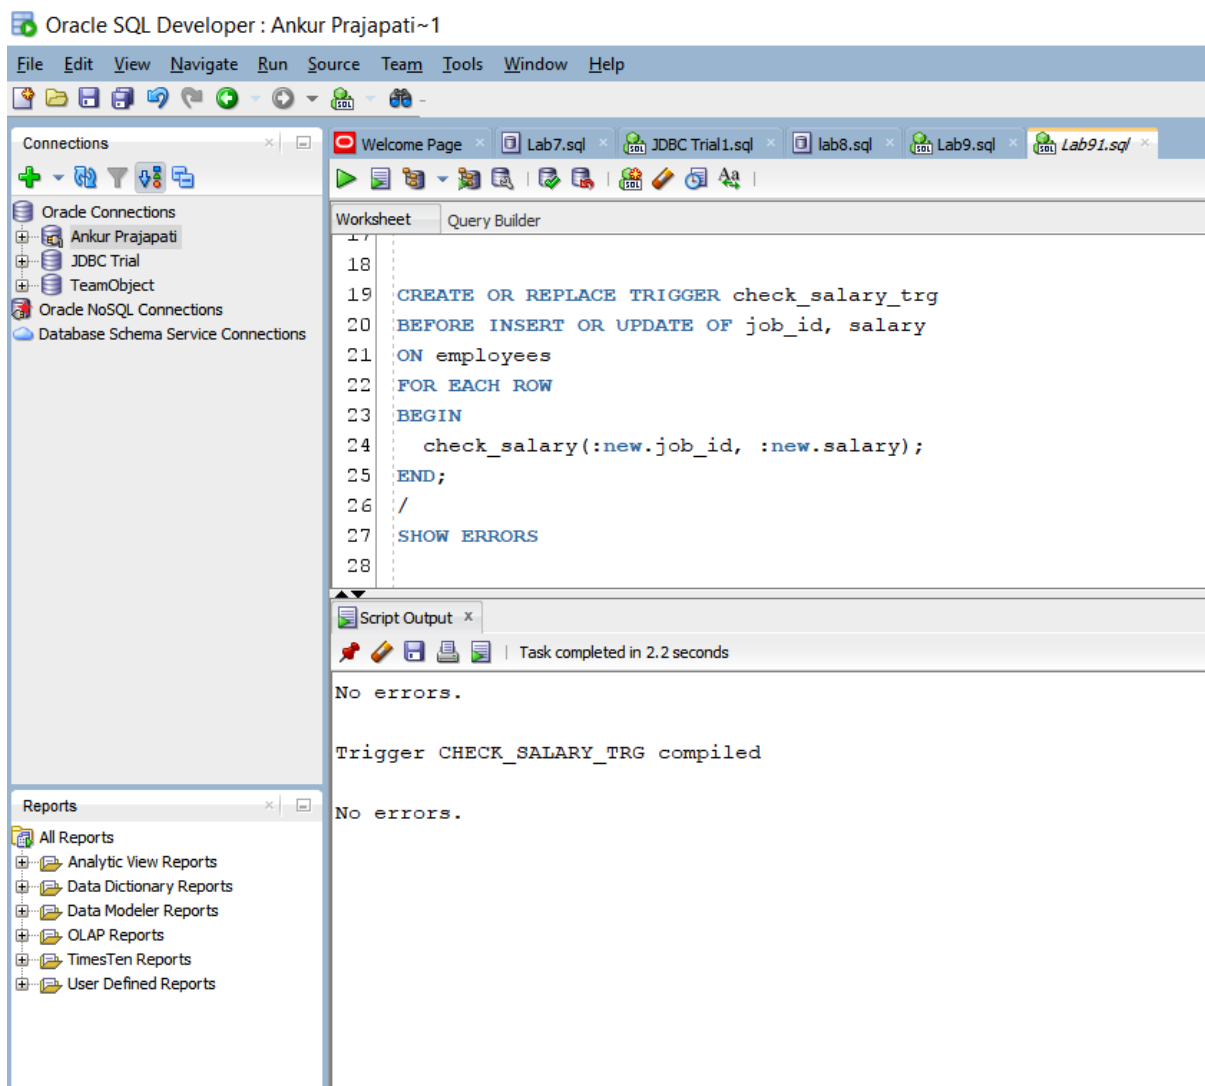 Oracle SQL Developer : Ankur Prajapati~1
File Edit View Navigate Run Source Team Tools Window Help
Connections
Oracle Connections
Ankur Prajapati
JDBC Trial
TeamObject
Oracle NoSQL Connections
Database Schema Service Connections
Reports
All Reports
Analytic View Reports
Data Dictionary Reports
Data Modeler Reports
OLAP Reports
TimesTen Reports
User Defined Reports
Welcome Page Lab7.sql JDBC Trial1.sql lab8.sql Lab9.sql Lab91.sql
Worksheet Query Builder
17
18
19 CREATE OR REPLACE TRIGGER check_salary_trg
20 BEFORE INSERT OR UPDATE OF job_id, salary
21 ON employees
22 FOR EACH ROW
23 BEGIN
24 check_salary(:new.job_id, :new.salary);
25 END;
26 /
27 SHOW ERRORS
28
Script Output
Task completed in 2.2 seconds
No errors.
Trigger CHECK_SALARY_TRG compiled
No errors.